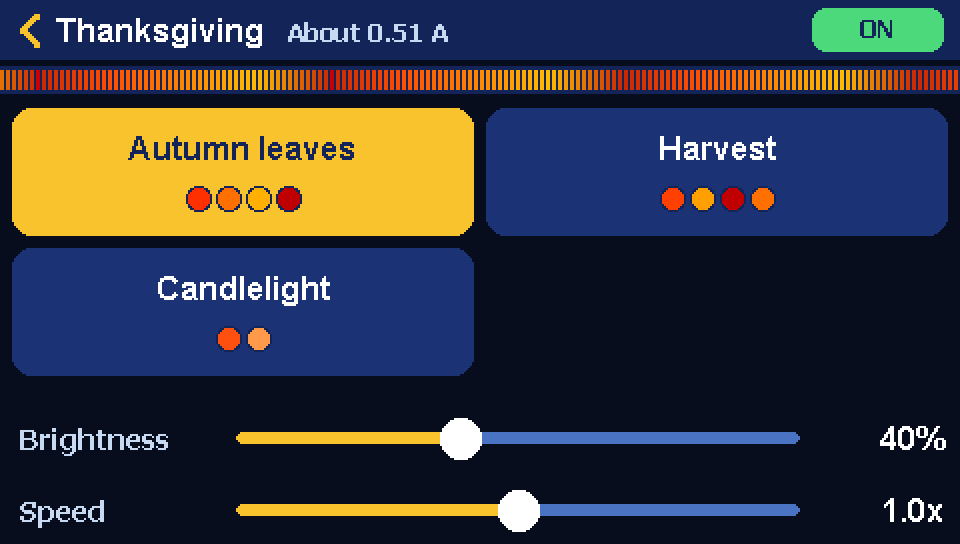 Thanksgiving About 0.51 A ON
Autumn leaves Harvest
Candlelight
Brightness 40%
Speed 1.0x